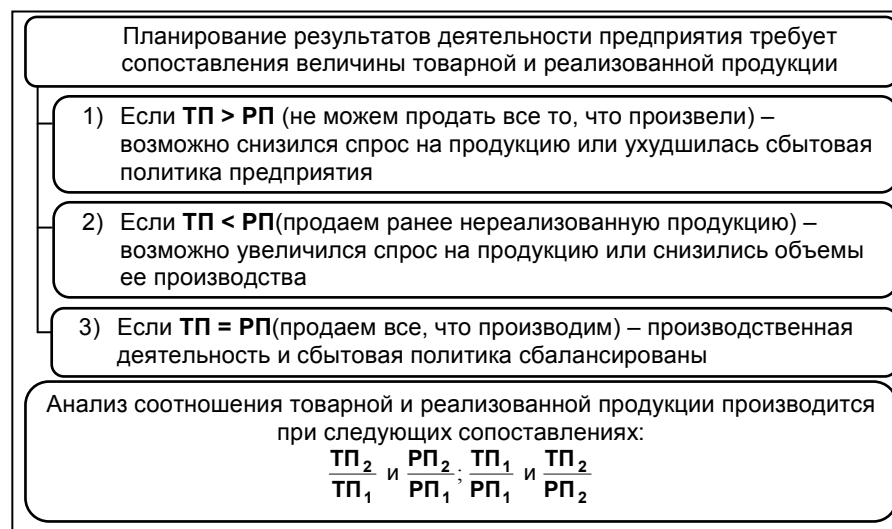 Планирование результатов деятельности предприятия требует
сопоставления величины товарной и реализованной продукции
1) Если ТП > РП (не можем продать все то, что произвели) –
возможно снизился спрос на продукцию или ухудшилась сбытовая
политика предприятия
2) Если ТП < РП(продаем ранее нереализованную продукцию) –
возможно увеличился спрос на продукцию или снизились объемы
ее производства
3) Если ТП = РП(продаем все, что производим) – производственная
деятельность и сбытовая политика сбалансированы
Анализ соотношения товарной и реализованной продукции производится
при следующих сопоставлениях:
ТП₂/ТП₁ и РП₂/РП₁; ТП₁/РП₁ и ТП₂/РП₂